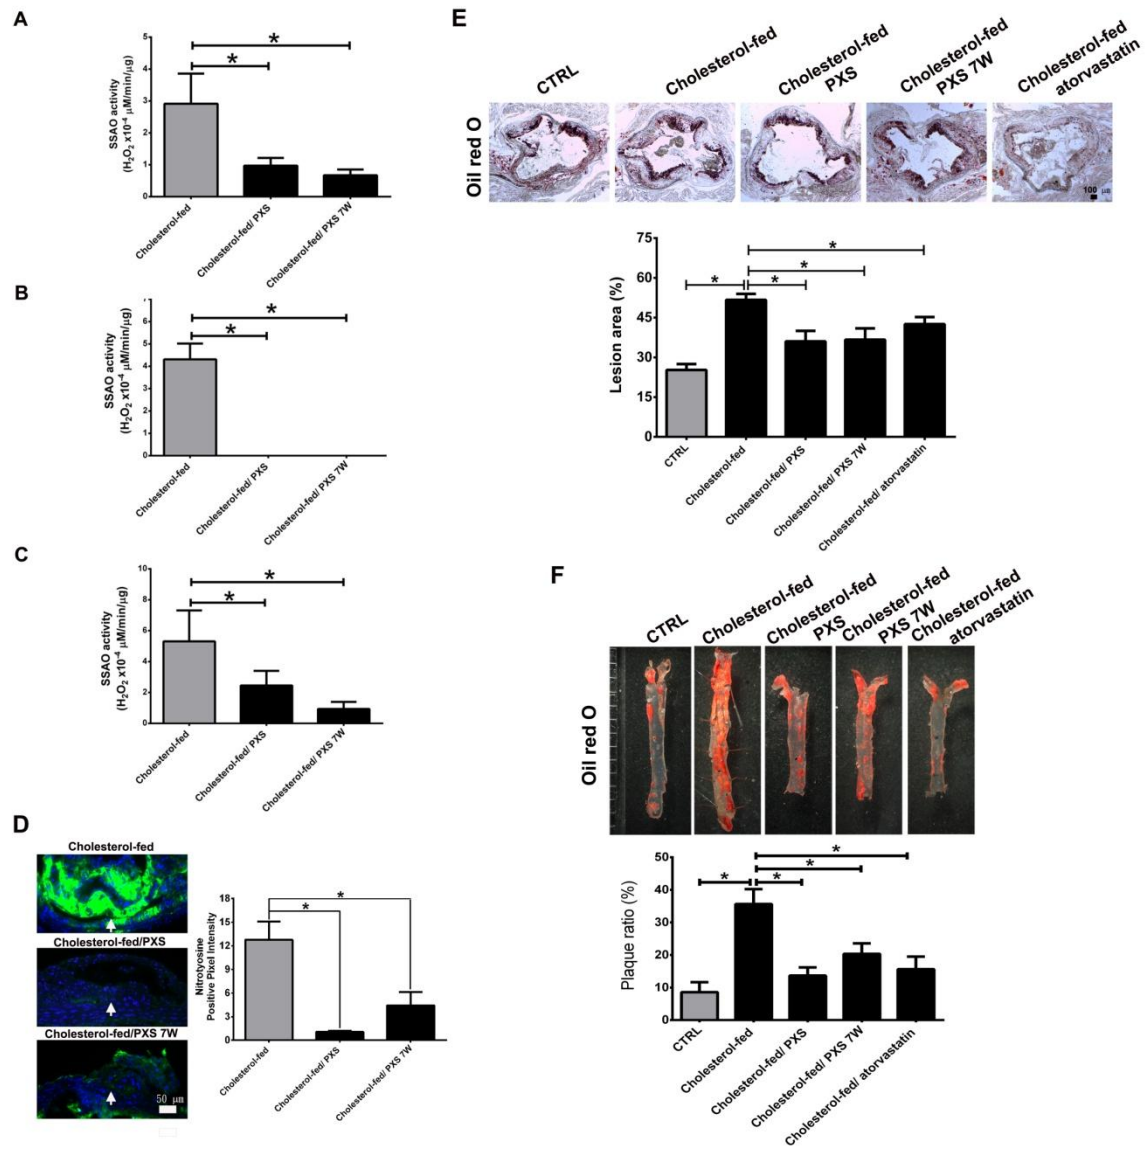 A
SSAO activity
(H₂O₂ x10⁻⁴ μM/min/μg)
5
4
3
2
1
0
*
*
Cholesterol-fed
Cholesterol-fed/ PXS
Cholesterol-fed/ PXS 7W
B
SSAO activity
(H₂O₂ x10⁻⁴ μM/min/μg)
7
6
5
4
3
2
1
0
*
*
Cholesterol-fed
Cholesterol-fed/ PXS
Cholesterol-fed/ PXS 7W
C
SSAO activity
(H₂O₂ x10⁻⁴ μM/min/μg)
10
8
6
4
2
0
*
*
Cholesterol-fed
Cholesterol-fed/ PXS
Cholesterol-fed/ PXS 7W
D
Cholesterol-fed
Cholesterol-fed/PXS
Cholesterol-fed/PXS 7W
50 μm
Nitrotyosine
Positive Pixel Intensity
18
15
12
9
6
3
0
*
*
Cholesterol-fed
Cholesterol-fed/ PXS
Cholesterol-fed/ PXS 7W
E
CTRL
Cholesterol-fed
Cholesterol-fed
PXS
Cholesterol-fed
PXS 7W
Cholesterol-fed
atorvastatin
Oil red O
100 μm
Lesion area (%)
75
60
45
30
15
0
*
*
*
*
CTRL
Cholesterol-fed
Cholesterol-fed/ PXS
Cholesterol-fed/ PXS 7W
Cholesterol-fed/ atorvastatin
F
CTRL
Cholesterol-fed
Cholesterol-fed
PXS
Cholesterol-fed
PXS 7W
Cholesterol-fed
atorvastatin
Oil red O
Plaque ratio (%)
50
40
30
20
10
0
*
*
*
*
CTRL
Cholesterol-fed
Cholesterol-fed/ PXS
Cholesterol-fed/ PXS 7W
Cholesterol-fed/ atorvastatin